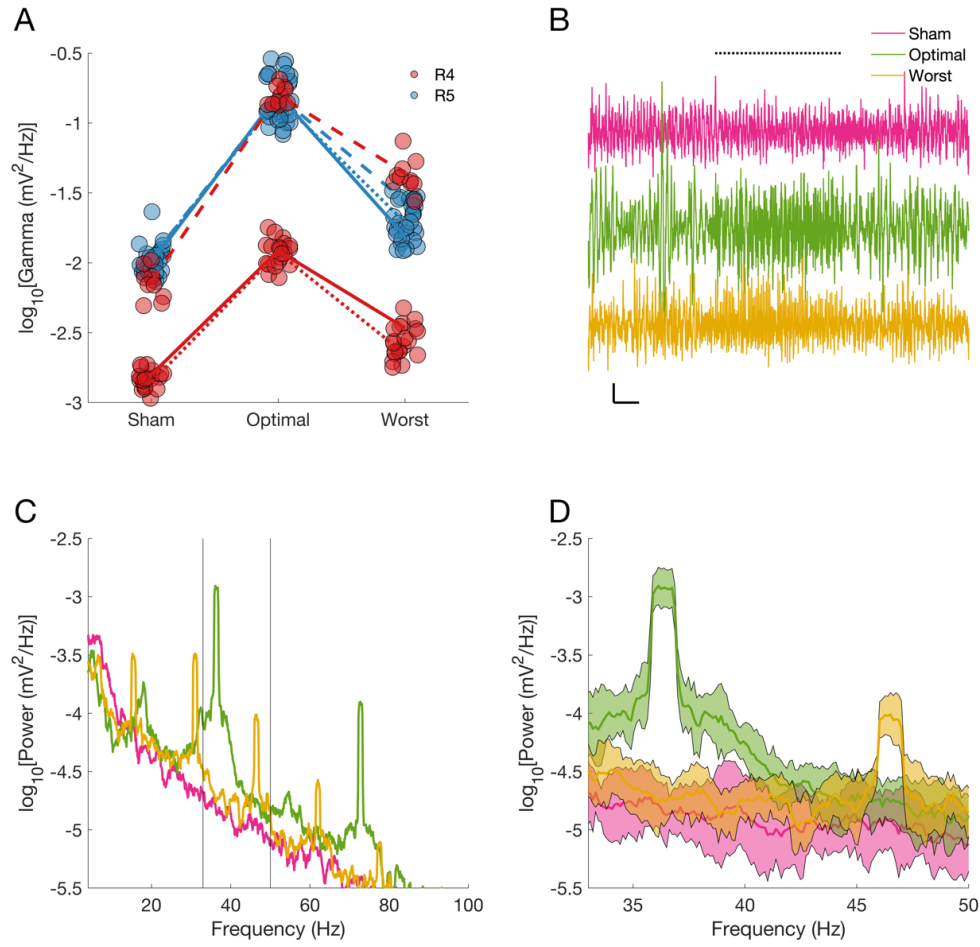 A
log10[Gamma (mV²/Hz)]
-0.5
-1
-1.5
-2
-2.5
-3
Sham
Optimal
Worst
R4
R5
B
Sham
Optimal
Worst
C
log10[Power (mV²/Hz)]
-2.5
-3
-3.5
-4
-4.5
-5
-5.5
20
40
60
80
100
Frequency (Hz)
D
log10[Power (mV²/Hz)]
-2.5
-3
-3.5
-4
-4.5
-5
-5.5
35
40
45
50
Frequency (Hz)